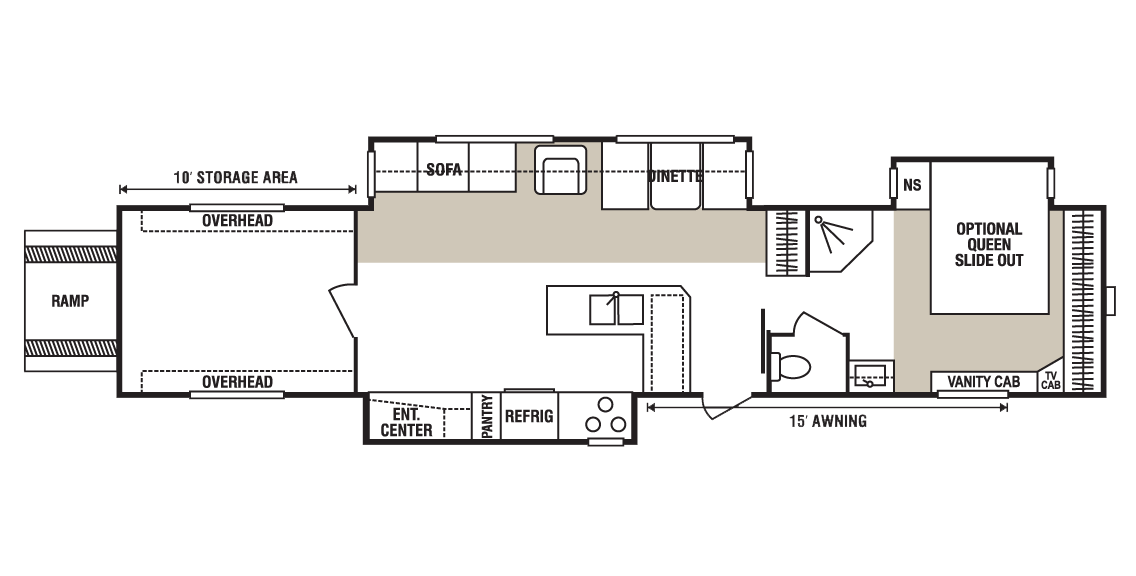 10' STORAGE AREA
OVERHEAD
RAMP
OVERHEAD
SOFA
DINETTE
ENT.
CENTER
PANTRY
REFRIG
15' AWNING
NS
OPTIONAL
QUEEN
SLIDE OUT
VANITY CAB
TV
CAB